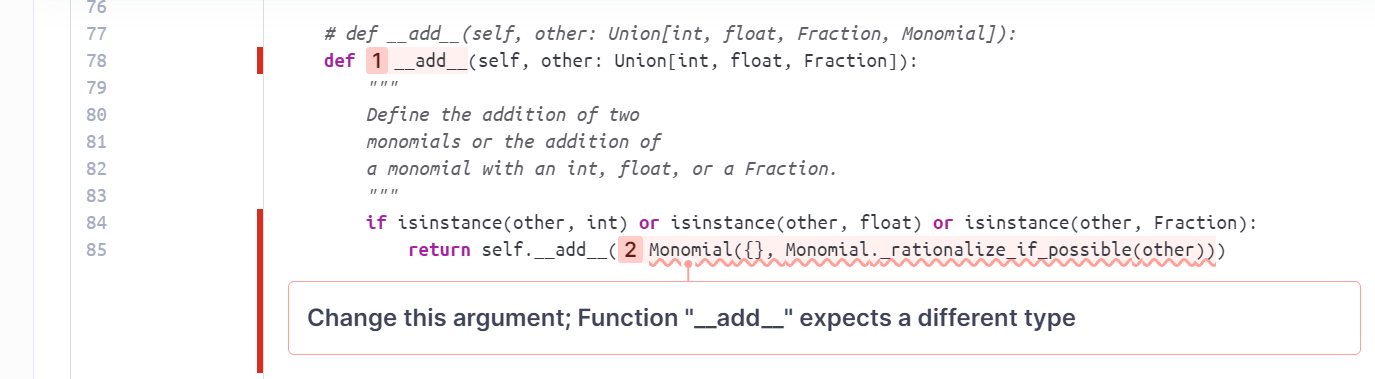 76
77 # def __add__(self, other: Union[int, float, Fraction, Monomial]):
78 def 1 __add__(self, other: Union[int, float, Fraction]):
79 """
80 Define the addition of two
81 monomials or the addition of
82 a monomial with an int, float, or a Fraction.
83 """
84 if isinstance(other, int) or isinstance(other, float) or isinstance(other, Fraction):
85 return self.__add__( 2 Monomial({}, Monomial._rationalize_if_possible(other)))
Change this argument; Function "__add__" expects a different type